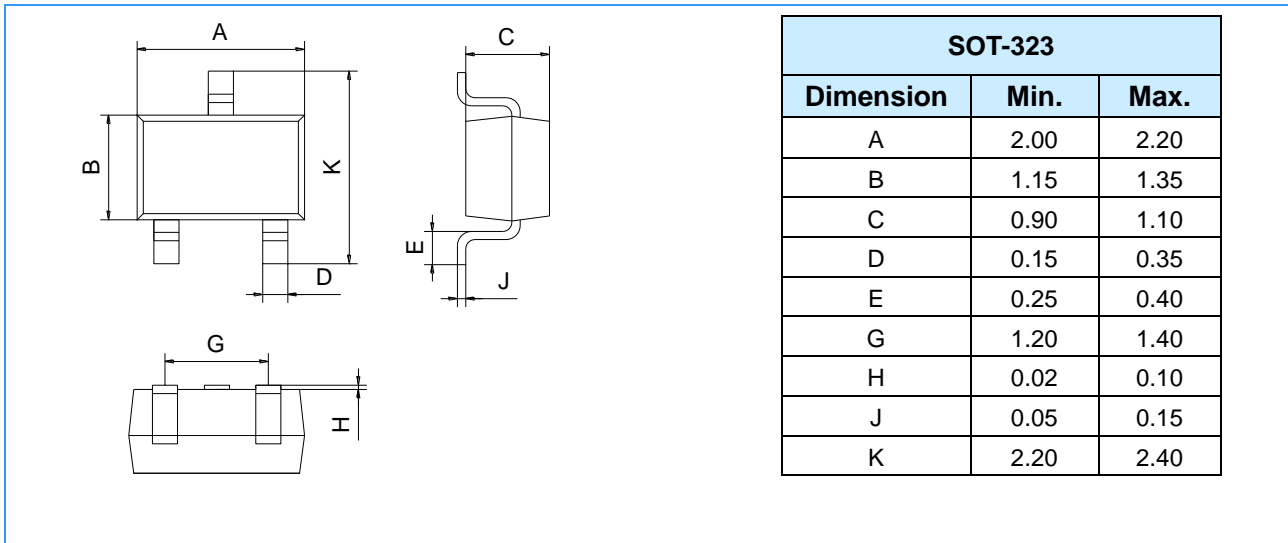 A
B
K
D
C
E
J
G
H
SOT-323
Dimension Min. Max.
A 2.00 2.20
B 1.15 1.35
C 0.90 1.10
D 0.15 0.35
E 0.25 0.40
G 1.20 1.40
H 0.02 0.10
J 0.05 0.15
K 2.20 2.40